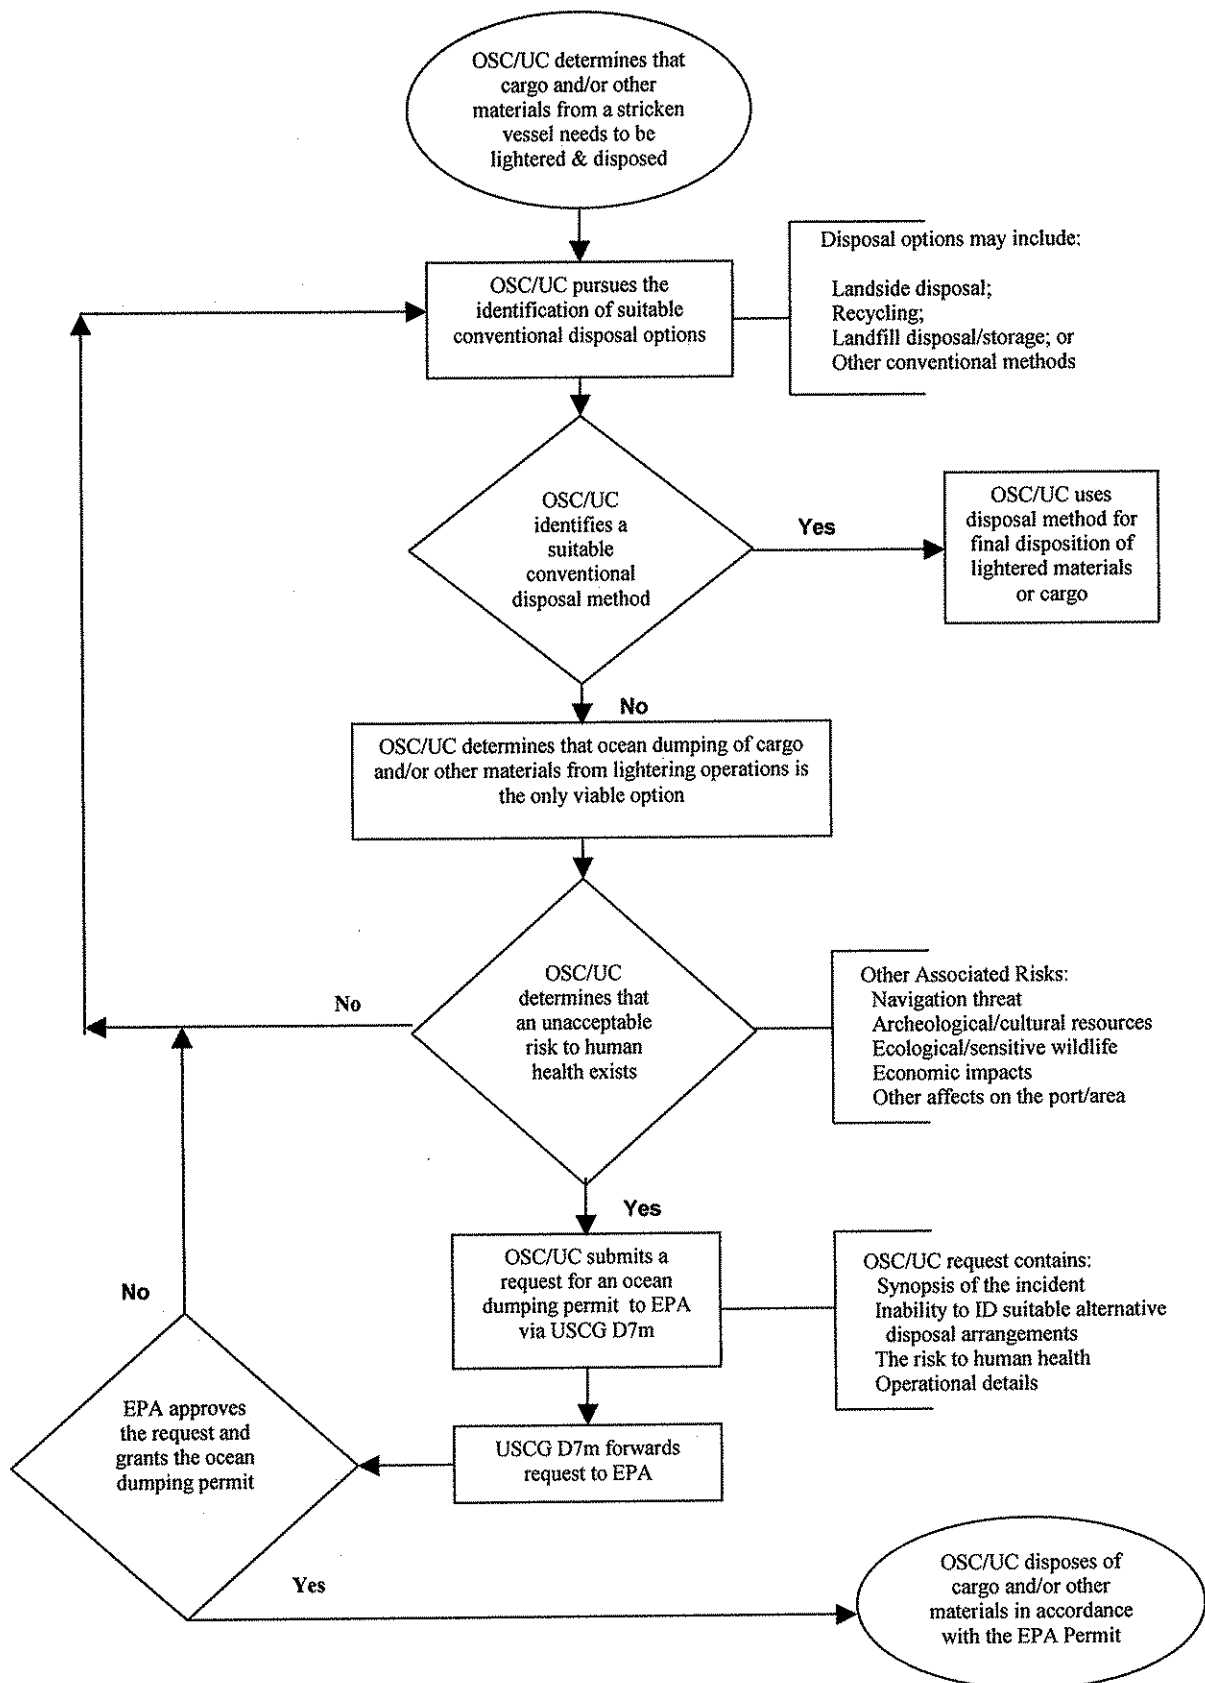 OSC/UC determines that
cargo and/or other
materials from a stricken
vessel needs to be
lightered & disposed
Disposal options may include:
Landside disposal;
Recycling;
Landfill disposal/storage; or
Other conventional methods
OSC/UC pursues the
identification of suitable
conventional disposal options
OSC/UC
identifies a
suitable
conventional
disposal method
Yes
OSC/UC uses
disposal method for
final disposition of
lightered materials
or cargo
No
OSC/UC determines that ocean dumping of cargo
and/or other materials from lightering operations is
the only viable option
OSC/UC
determines that
an unacceptable
risk to human
health exists
No
Other Associated Risks:
Navigation threat
Archeological/cultural resources
Ecological/sensitive wildlife
Economic impacts
Other affects on the port/area
Yes
OSC/UC submits a
request for an ocean
dumping permit to EPA
via USCG D7m
OSC/UC request contains:
Synopsis of the incident
Inability to ID suitable alternative
disposal arrangements
The risk to human health
Operational details
No
EPA approves
the request and
grants the ocean
dumping permit
USCG D7m forwards
request to EPA
Yes
OSC/UC disposes of
cargo and/or other
materials in accordance
with the EPA Permit